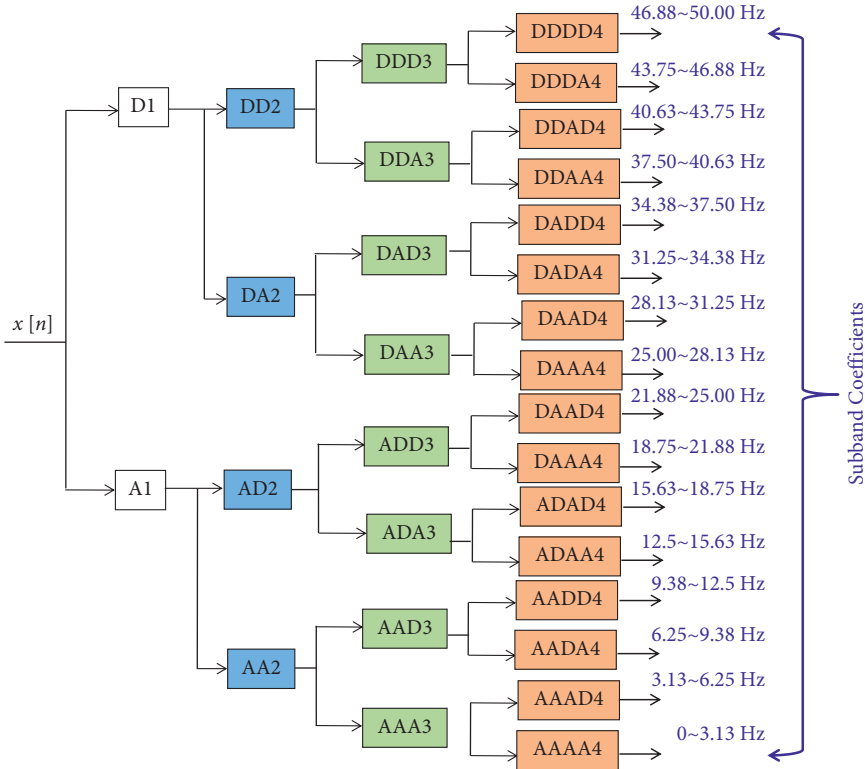 x [n]
D1
A1
DD2
DA2
AD2
AA2
DDD3
DDA3
DAD3
DAA3
ADD3
ADA3
AAD3
AAA3
DDDD4 46.88~50.00 Hz
DDDA4 43.75~46.88 Hz
DDAD4 40.63~43.75 Hz
DDAA4 37.50~40.63 Hz
DADD4 34.38~37.50 Hz
DADA4 31.25~34.38 Hz
DAAD4 28.13~31.25 Hz
DAAA4 25.00~28.13 Hz
DAAD4 21.88~25.00 Hz
DAAA4 18.75~21.88 Hz
ADAD4 15.63~18.75 Hz
ADAA4 12.5~15.63 Hz
AADD4 9.38~12.5 Hz
AADA4 6.25~9.38 Hz
AAAD4 3.13~6.25 Hz
AAAA4 0~3.13 Hz
Subband Coefficients